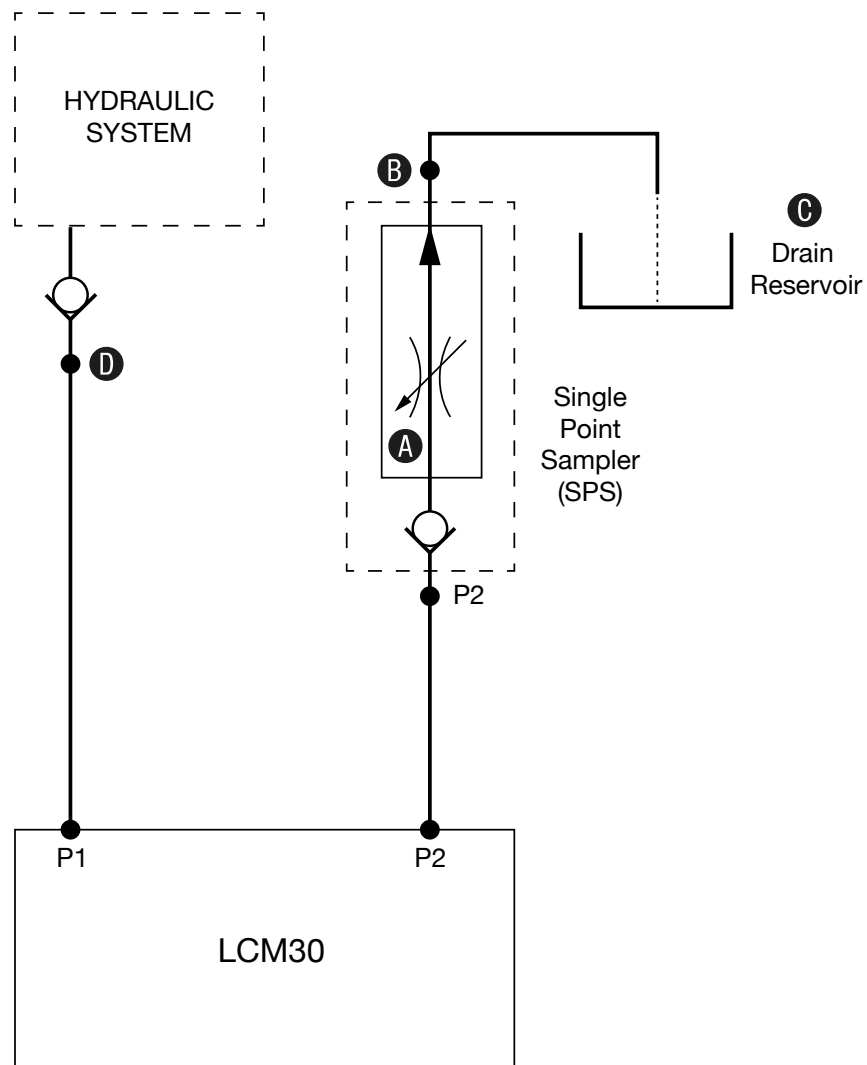 HYDRAULIC
SYSTEM
B
C
Drain
Reservoir
D
Single
Point
Sampler
(SPS)
A
P2
P1
P2
LCM30